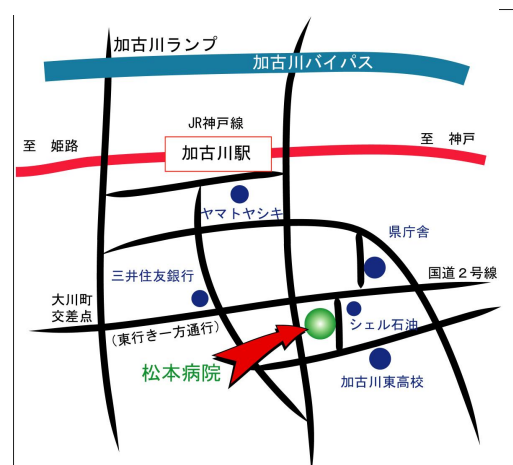 加古川ランプ
加古川バイパス
JR神戸線
至　姫路
加古川駅
至　神戸
ヤマトヤシキ
県庁舎
三井住友銀行
国道２号線
大川町
交差点
(東行き一方通行)
シェル石油
松本病院
加古川東高校